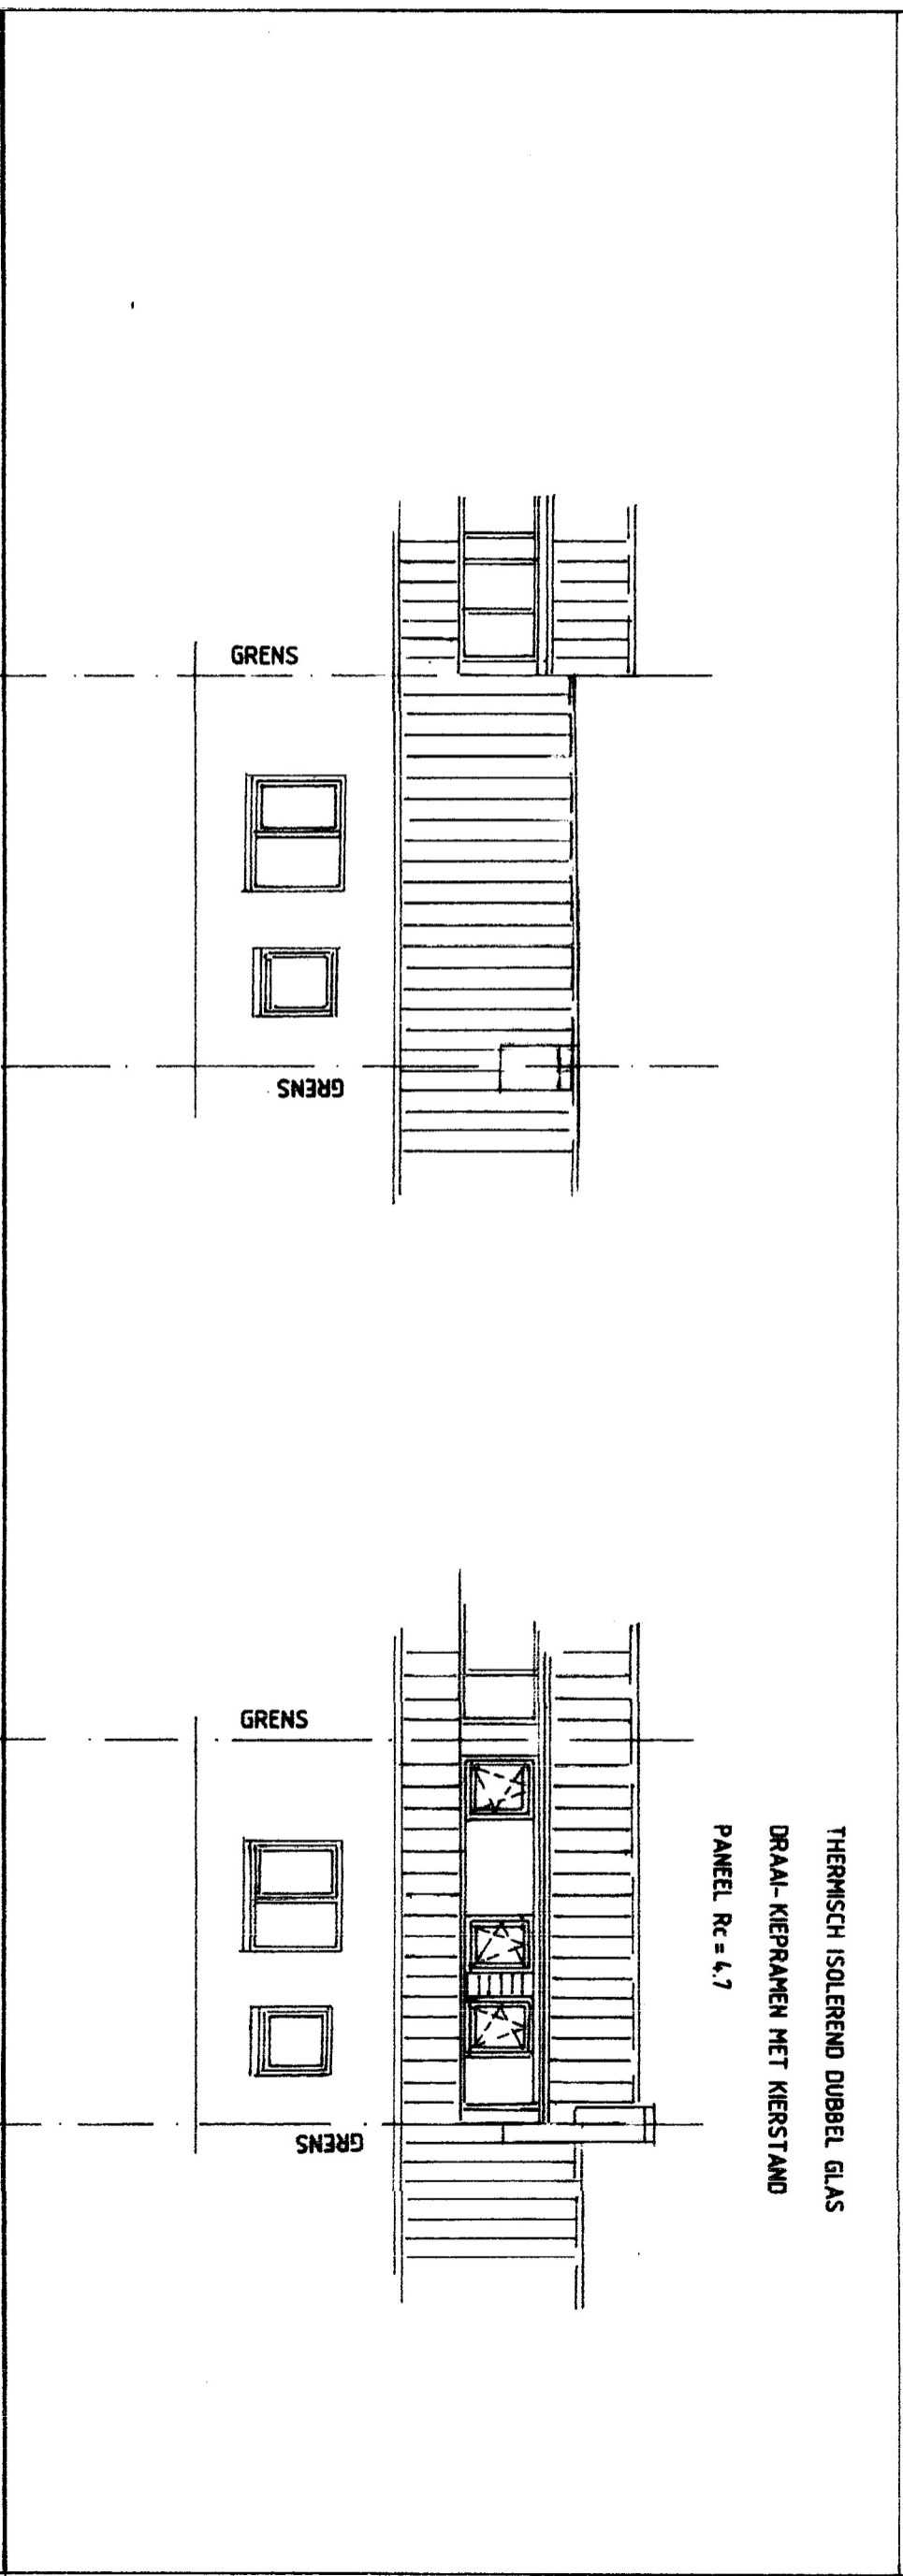 GRENS
GRENS
GRENS
GRENS
THERMISCH ISOLEREND DUBBEL GLAS
DRAAI- KIEPRAMEN MET KIERSTAND
PANEEL Rc = 4.7